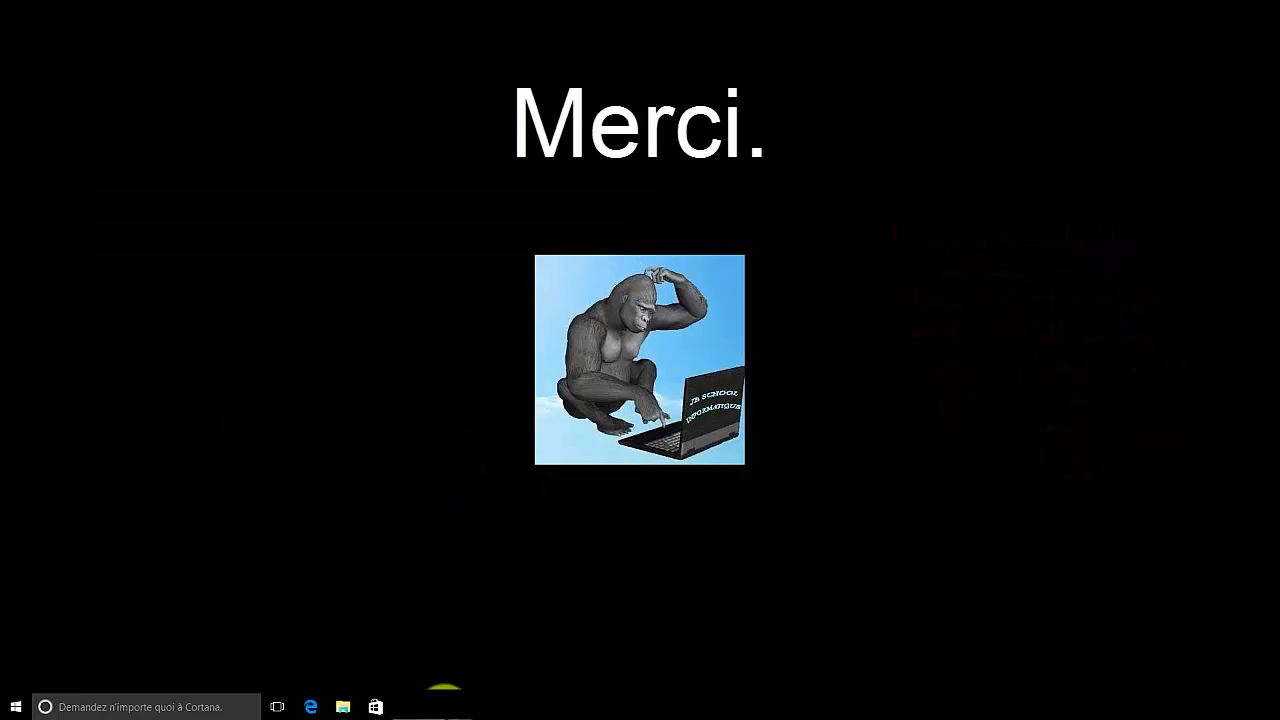 Merci.
JB SCHOOL
INFORMATIQUE
Demandez n'importe quoi à Cortana.